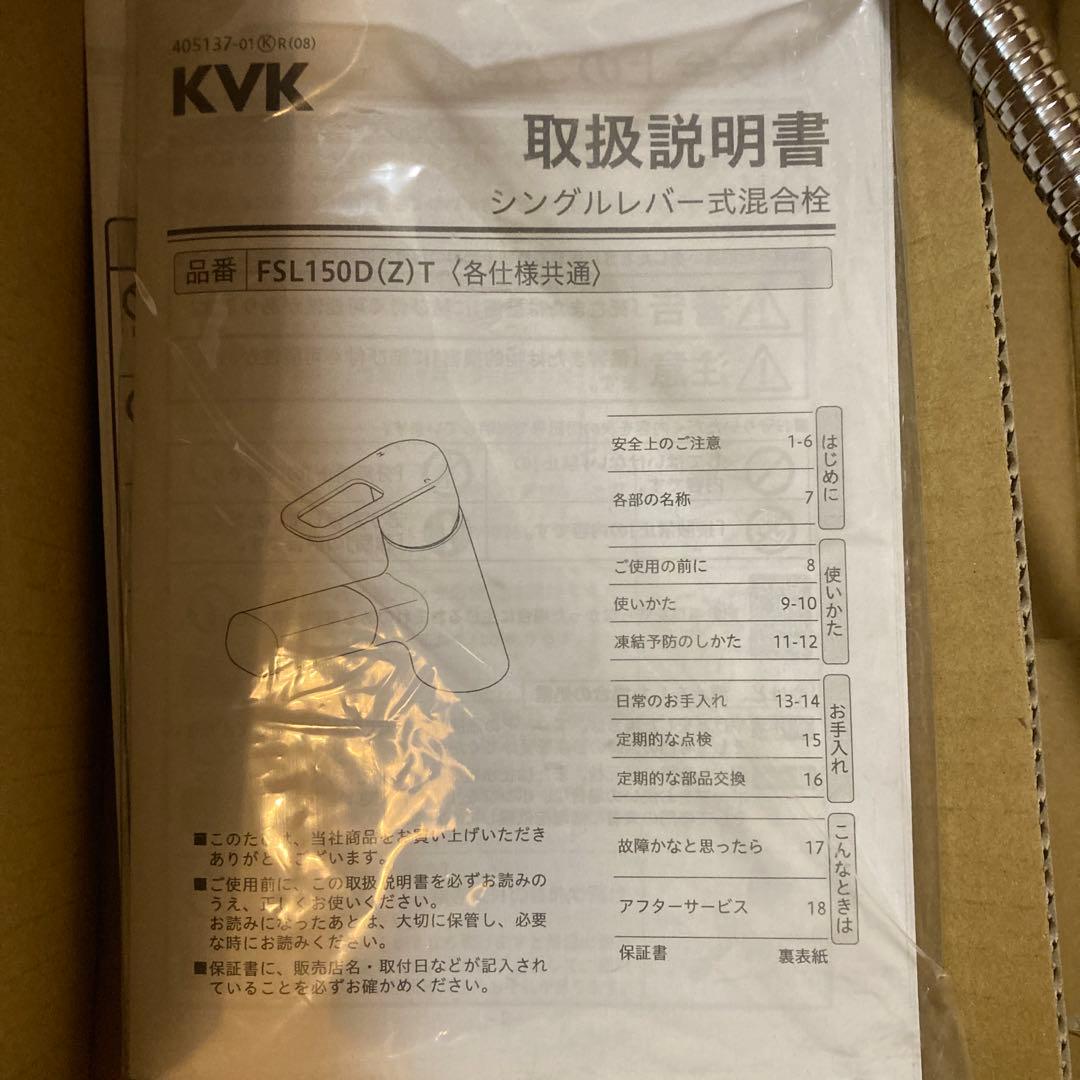 405137-01ⓀR(08)
KVK
取扱説明書
シングルレバー式混合栓
品番 FSL150D(Z)T〈各仕様共通〉
安全上のご注意 1-6
各部の名称 7
はじめに
ご使用の前に 8
使いかた 9-10
凍結予防のしかた 11-12
使いかた
日常のお手入れ 13-14
定期的な点検 15
定期的な部品交換 16
お手入れ
故障かなと思ったら 17
アフターサービス 18
こんなときは
保証書 裏表紙
■このたびは、当社商品をお買い上げいただき
ありがとうございます。
■ご使用前に、この取扱説明書を必ずお読みの
うえ、正しくお使いください。
お読みになったあとは、大切に保管し、必要
な時にお読みください。
■保証書に、販売店名・取付日などが記入され
ていることを必ずお確かめください。
警告
注意